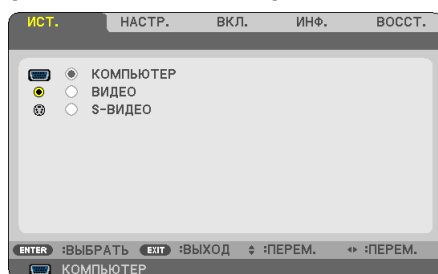 ИСТ. НАСТР. ВКЛ. ИНФ. ВОССТ.
КОМПЬЮТЕР
ВИДЕО
S-ВИДЕО
ENTER :ВЫБРАТЬ EXIT :ВЫХОД :ПЕРЕМ. :ПЕРЕМ.
КОМПЬЮТЕР